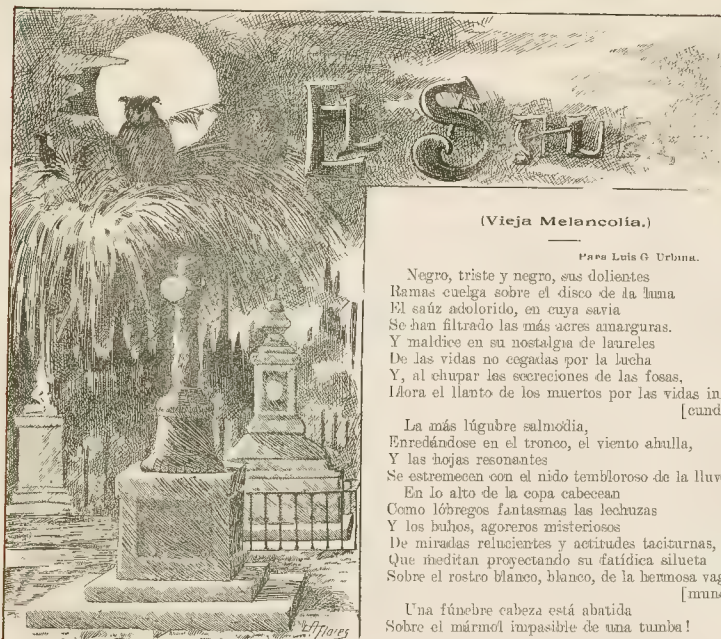 EL
(Vieja Melancolía.)
Para Luis G. Urbina.
Negro, triste y negro, sus dolientes
Ramas cuelga sobre el disco de la luna
El saúz adolorido, en cuya savia
Se han filtrado las más acres amarguras.
Y maldice en su nostalgia de laureles
De las vidas no cegadas por la lucha
Y, al chupar las secreciones de las fosas,
Llora el llanto de los muertos por las vidas in
[cund
La más lúgubre salmodia,
Enredándose en el tronco, el viento ahulla,
Y las hojas resonantes
Se estremecen con el nido tembloroso de la lluv
En lo alto de la copa cabecean
Como lóbregos fantasmas las lechuzas
Y los buhos, agoreros misteriosos
De miradas relucientes y actitudes taciturnas,
Que meditan proyectando su fatídica silueta
Sobre el rostro blanco, blanco, de la hermosa vag
[mund
Una fúnebre cabeza está abatida
Sobre el mármol impasible de una tumba!
Flores